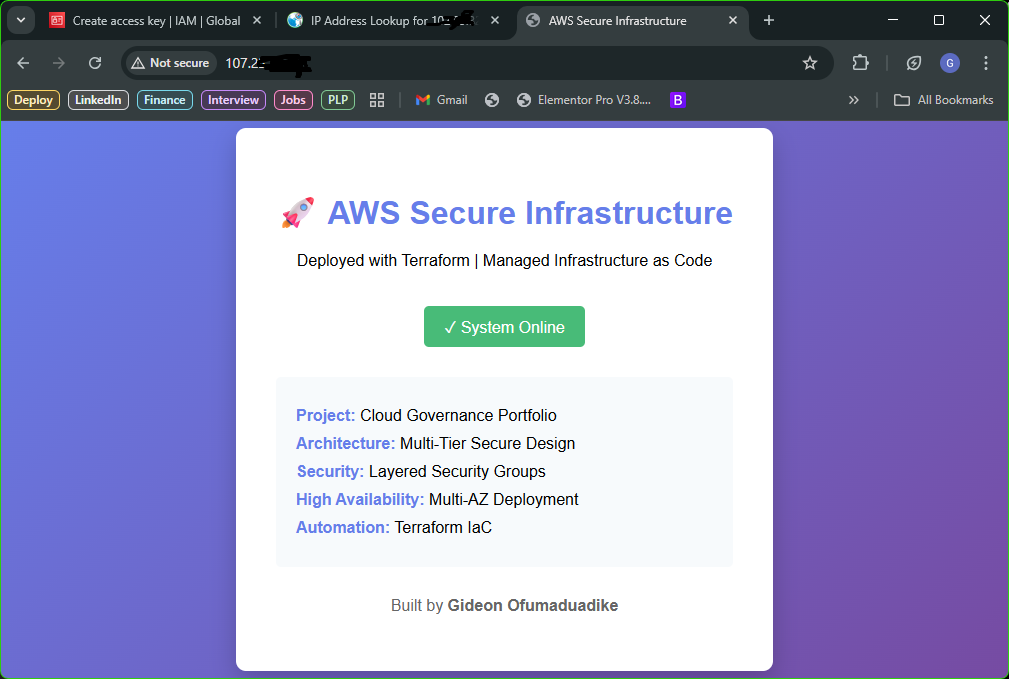 Create access key | IAM | Global
IP Address Lookup for
AWS Secure Infrastructure
Not secure
107.2
Deploy
LinkedIn
Finance
Interview
Jobs
PLP
Gmail
Elementor Pro V3.8....
B
All Bookmarks
G
🚀 AWS Secure Infrastructure
Deployed with Terraform | Managed Infrastructure as Code
✓ System Online
Project: Cloud Governance Portfolio
Architecture: Multi-Tier Secure Design
Security: Layered Security Groups
High Availability: Multi-AZ Deployment
Automation: Terraform IaC
Built by Gideon Ofumaduadike